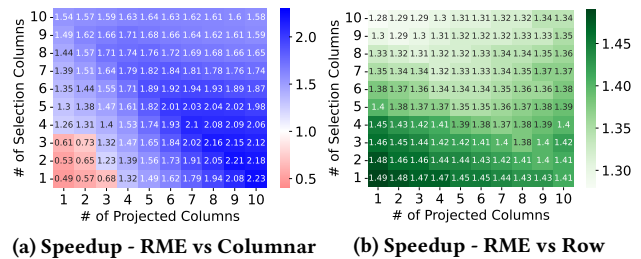 10 1.54 1.57 1.59 1.63 1.64 1.63 1.62 1.61 1.6 1.58
9 1.49 1.62 1.66 1.66 1.69 1.66 1.64 1.62 1.61 1.59
8 1.44 1.71 1.69 1.68 1.66 1.65
7 1.39 1.51 1.64 1.79 1.82 1.84 1.81 1.78 1.76 1.74
6 1.35 1.44 1.55 1.71 1.89 1.92 1.94 1.93 1.89 1.87
5 1.3 1.38 1.47 1.61 1.82 2.01 2.03 2.04 2.02 1.98
4 1.26 1.31 1.4 1.53 1.74 1.93 2.1 2.08 2.09 2.06
3 0.61 0.73 1.32 1.47 1.65 1.84 2.02 2.16 2.15 2.12
2 0.53 0.65 1.23 1.39 1.56 1.73 1.91 2.05 2.21 2.18
1 0.49 0.57 0.68 1.32 1.49 1.62 1.79 1.94 2.08 2.23
1 2 3 4 5 6 7 8 9 10
# of Selection Columns
# of Projected Columns
2.0
1.5
1.0
0.5
(a) Speedup - RME vs Columnar
10 1.28 1.29 1.29 1.3 1.31 1.31 1.32 1.32 1.34 1.34
9 1.3 1.29 1.3 1.31 1.32 1.32 1.33 1.33 1.34 1.35
8 1.33 1.32 1.31 1.32 1.32 1.33 1.34 1.34 1.35 1.36
7 1.35 1.34 1.34 1.33 1.32 1.33 1.34 1.35 1.37 1.36
6 1.38 1.37 1.36 1.36 1.35 1.35 1.35 1.36 1.37 1.38
5 1.4 1.38 1.37 1.37 1.35 1.36 1.36 1.37 1.38 1.39
4 1.45 1.43 1.42 1.41 1.39 1.38 1.38 1.37 1.39 1.4
3 1.46 1.45 1.44 1.43 1.42 1.41 1.4 1.38 1.4 1.4
2 1.48 1.46 1.46 1.44 1.44 1.43 1.41 1.42 1.4 1.41
1 1.49 1.48 1.47 1.47 1.45 1.45 1.44 1.43 1.43 1.41
1 2 3 4 5 6 7 8 9 10
# of Selection Columns
# of Projected Columns
1.45
1.40
1.35
1.30
(b) Speedup - RME vs Row